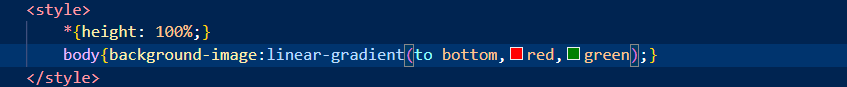 <style>
*{height: 100%;}
body{background-image:linear-gradient(to bottom,red,green);}
</style>